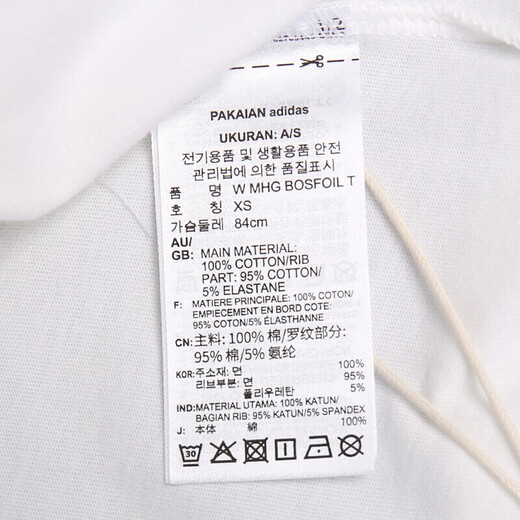 PAKAIAN adidas
UKURAN: A/S
전기용품 및 생활용품 안전
관리법에 의한 품질표시
품 명 W MHG BOSFOIL T
호 칭 XS
가슴둘레 84cm
AU/
GB: MAIN MATERIAL:
100% COTTON/RIB
PART: 95% COTTON/
5% ELASTANE
F: MATIERE PRINCIPALE: 100% COTON/
EMPIECEMENT EN BORD COTE:
95% COTON/5% ÉLASTHANNE
CN: 主料: 100% 棉/罗纹部分:
95% 棉/5% 氨纶
KOR: 주소재: 면 100%
리브부분: 면 95%
폴리우레탄 5%
IND: MATERIAL UTAMA: 100% KATUN/
BAGIAN RIB: 95% KATUN/5% SPANDEX
J: 本体 綿
30